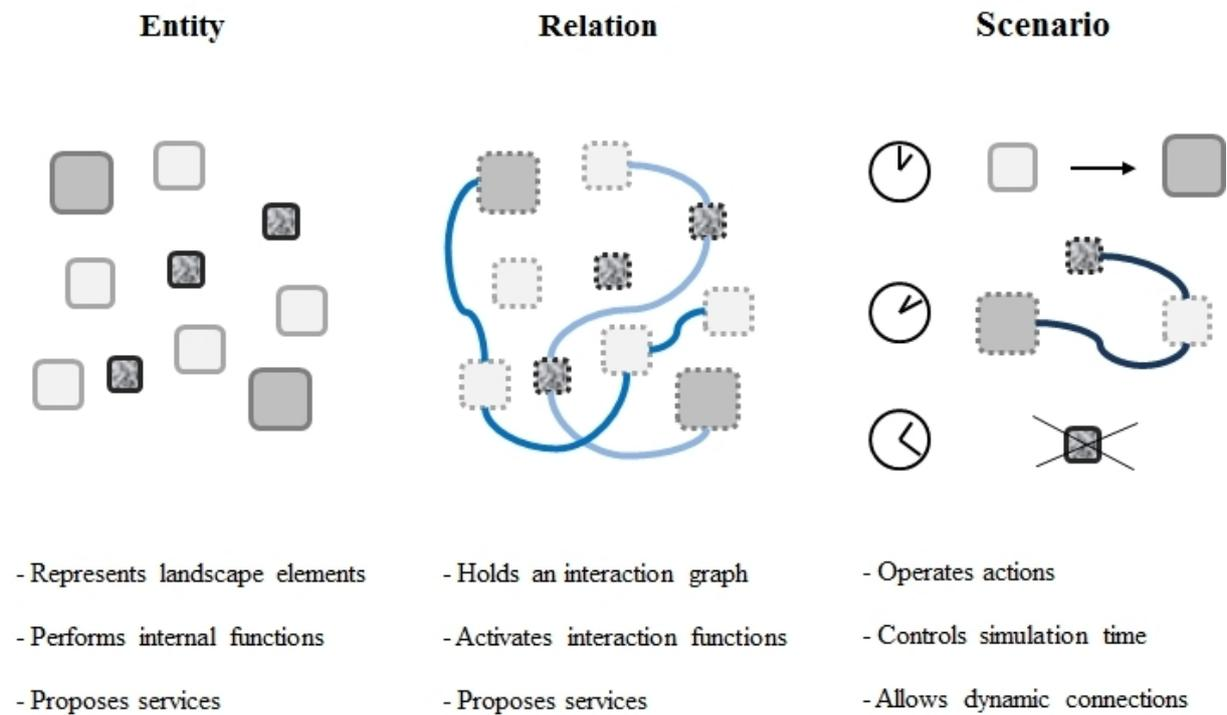 Entity
Relation
Scenario
- Represents landscape elements
- Performs internal functions
- Proposes services
- Holds an interaction graph
- Activates interaction functions
- Proposes services
- Operates actions
- Controls simulation time
- Allows dynamic connections